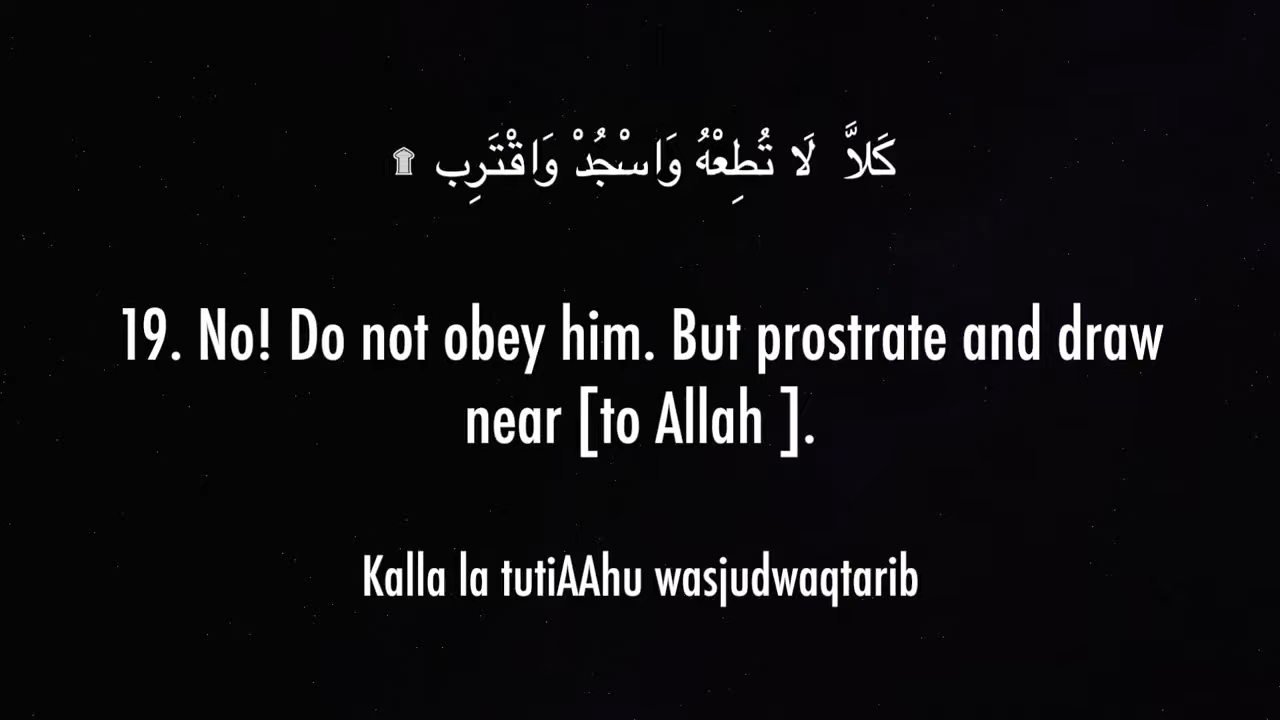 كَلاَّ لَا تُطِعْهُ وَاسْجُدْ وَاقْتَرِب ۩
19. No! Do not obey him. But prostrate and draw
near [to Allah ].
Kalla la tutiAAhu wasjudwaqtarib